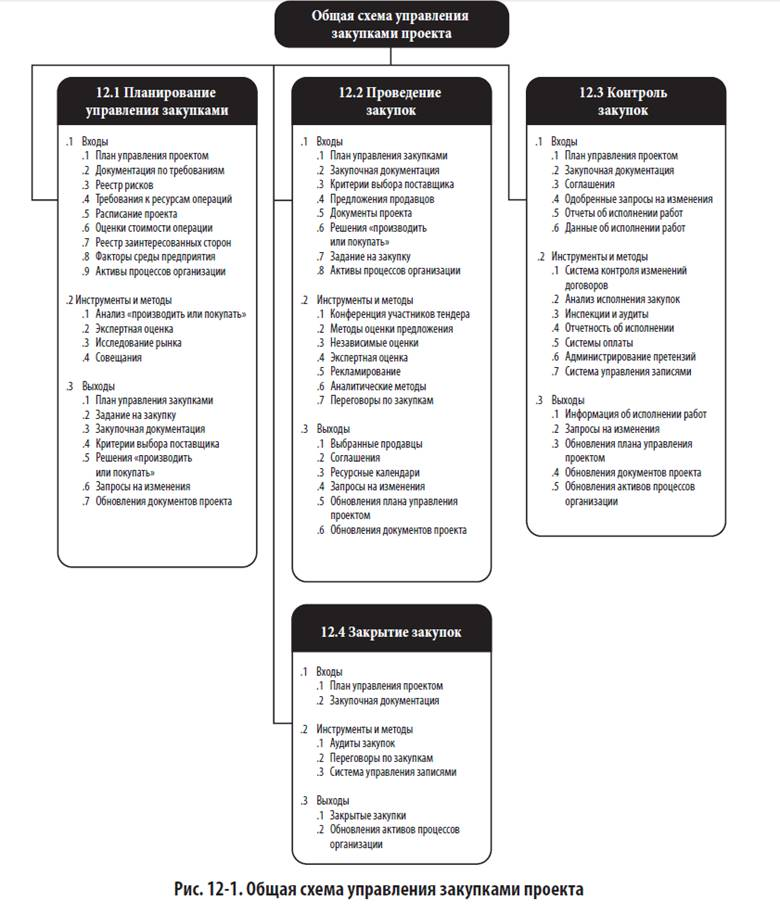 Общая схема управления
закупками проекта
12.1 Планирование
управления закупками
.1 Входы
.1 План управления проектом
.2 Документация по требованиям
.3 Реестр рисков
.4 Требования к ресурсам операций
.5 Расписание проекта
.6 Оценки стоимости операции
.7 Реестр заинтересованных сторон
.8 Факторы среды предприятия
.9 Активы процессов организации
.2 Инструменты и методы
.1 Анализ «производить или покупать»
.2 Экспертная оценка
.3 Исследование рынка
.4 Совещания
.3 Выходы
.1 План управления закупками
.2 Задание на закупку
.3 Закупочная документация
.4 Критерии выбора поставщика
.5 Решения «производить
или покупать»
.6 Запросы на изменения
.7 Обновления документов проекта
12.2 Проведение
закупок
.1 Входы
.1 План управления закупками
.2 Закупочная документация
.3 Критерии выбора поставщика
.4 Предложения продавцов
.5 Документы проекта
.6 Решения «производить
или покупать»
.7 Задание на закупку
.8 Активы процессов организации
.2 Инструменты и методы
.1 Конференция участников тендера
.2 Методы оценки предложения
.3 Независимые оценки
.4 Экспертная оценка
.5 Рекламирование
.6 Аналитические методы
.7 Переговоры по закупкам
.3 Выходы
.1 Выбранные продавцы
.2 Соглашения
.3 Ресурсные календари
.4 Запросы на изменения
.5 Обновления плана управления
проектом
.6 Обновления документов проекта
12.3 Контроль
закупок
.1 Входы
.1 План управления проектом
.2 Закупочная документация
.3 Соглашения
.4 Одобренные запросы на изменения
.5 Отчеты об исполнении работ
.6 Данные об исполнении работ
.2 Инструменты и методы
.1 Система контроля изменений
договоров
.2 Анализ исполнения закупок
.3 Инспекции и аудиты
.4 Отчетность об исполнении
.5 Системы оплаты
.6 Администрирование претензий
.7 Система управления записями
.3 Выходы
.1 Информация об исполнении работ
.2 Запросы на изменения
.3 Обновления плана управления
проектом
.4 Обновления документов проекта
.5 Обновления активов процессов
организации
12.4 Закрытие закупок
.1 Входы
.1 План управления проектом
.2 Закупочная документация
.2 Инструменты и методы
.1 Аудиты закупок
.2 Переговоры по закупкам
.3 Система управления записями
.3 Выходы
.1 Закрытые закупки
.2 Обновления активов процессов
организации
Рис. 12-1. Общая схема управления закупками проекта